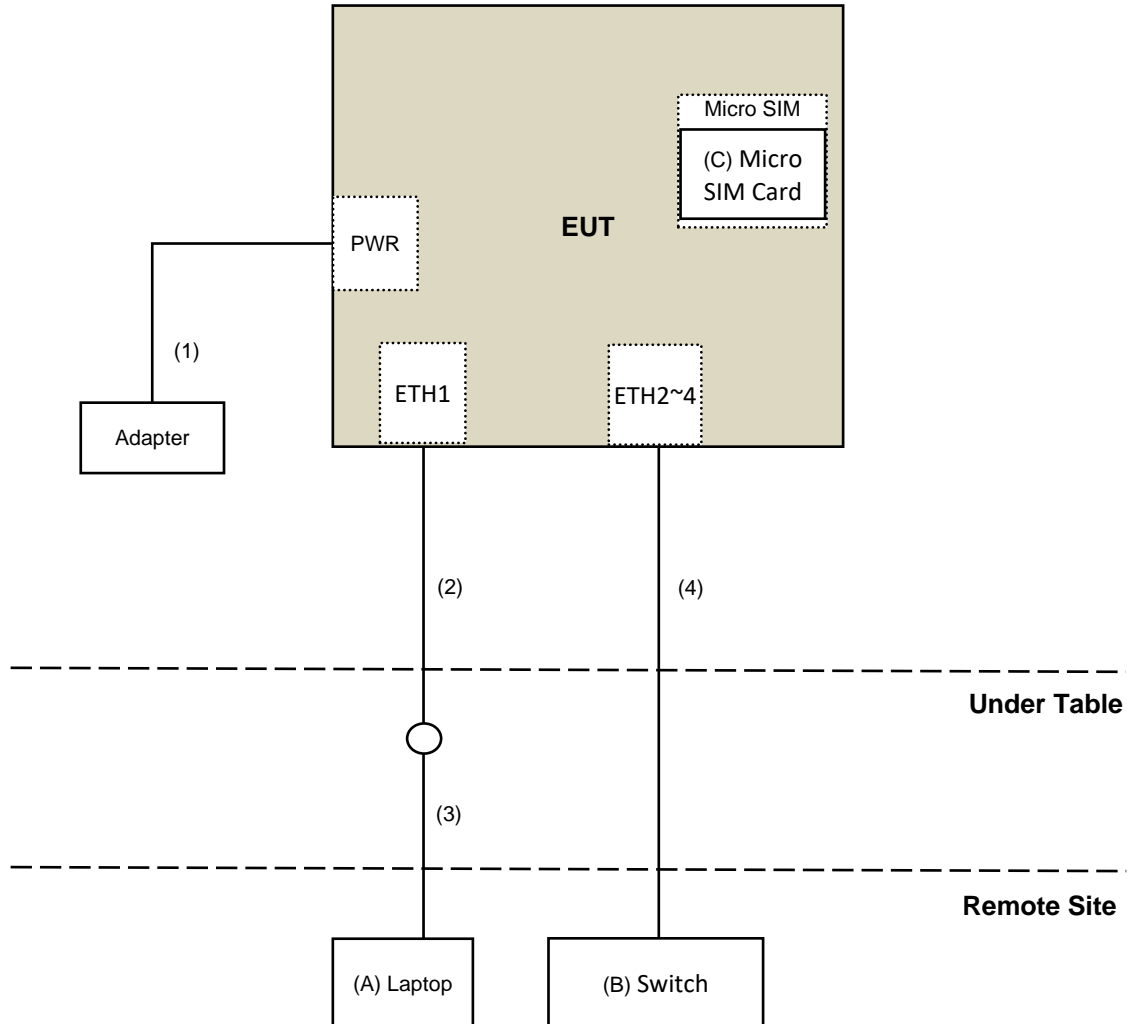 Micro SIM
(C) Micro
SIM Card
EUT
PWR
(1)
ETH1
ETH2~4
Adapter
(2)
(4)
Under Table
(3)
Remote Site
(A) Laptop
(B) Switch